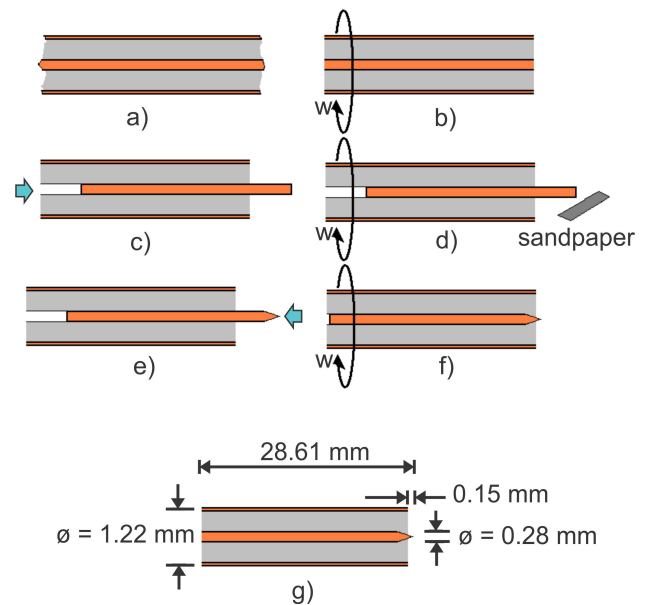 a)
w
b)
c)
w
d)
sandpaper
e)
w
f)
28.61 mm
0.15 mm
ø = 1.22 mm
ø = 0.28 mm
g)